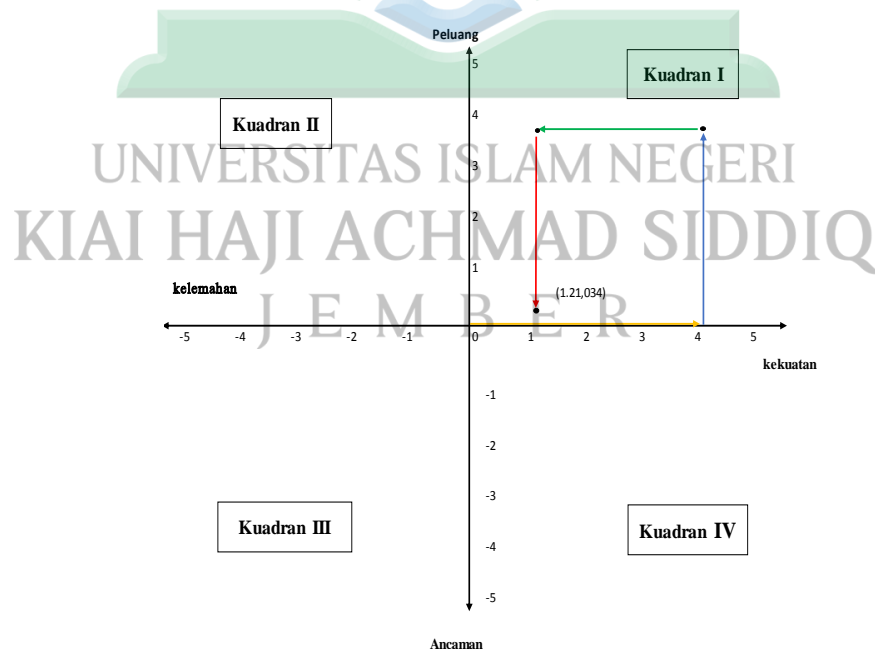 Peluang
5
Kuadran I
4
Kuadran II
UNIVERSITAS ISLAM NEGERI
3
2
KIAI HAJI ACHMAD SIDDIQ
1
kelemahan
(1.21,034)
J E M B E R
-5 -4 -3 -2 -1 0 1 2 3 4 5
kekuatan
-1
-2
-3
Kuadran III
Kuadran IV
-4
-5
Ancaman